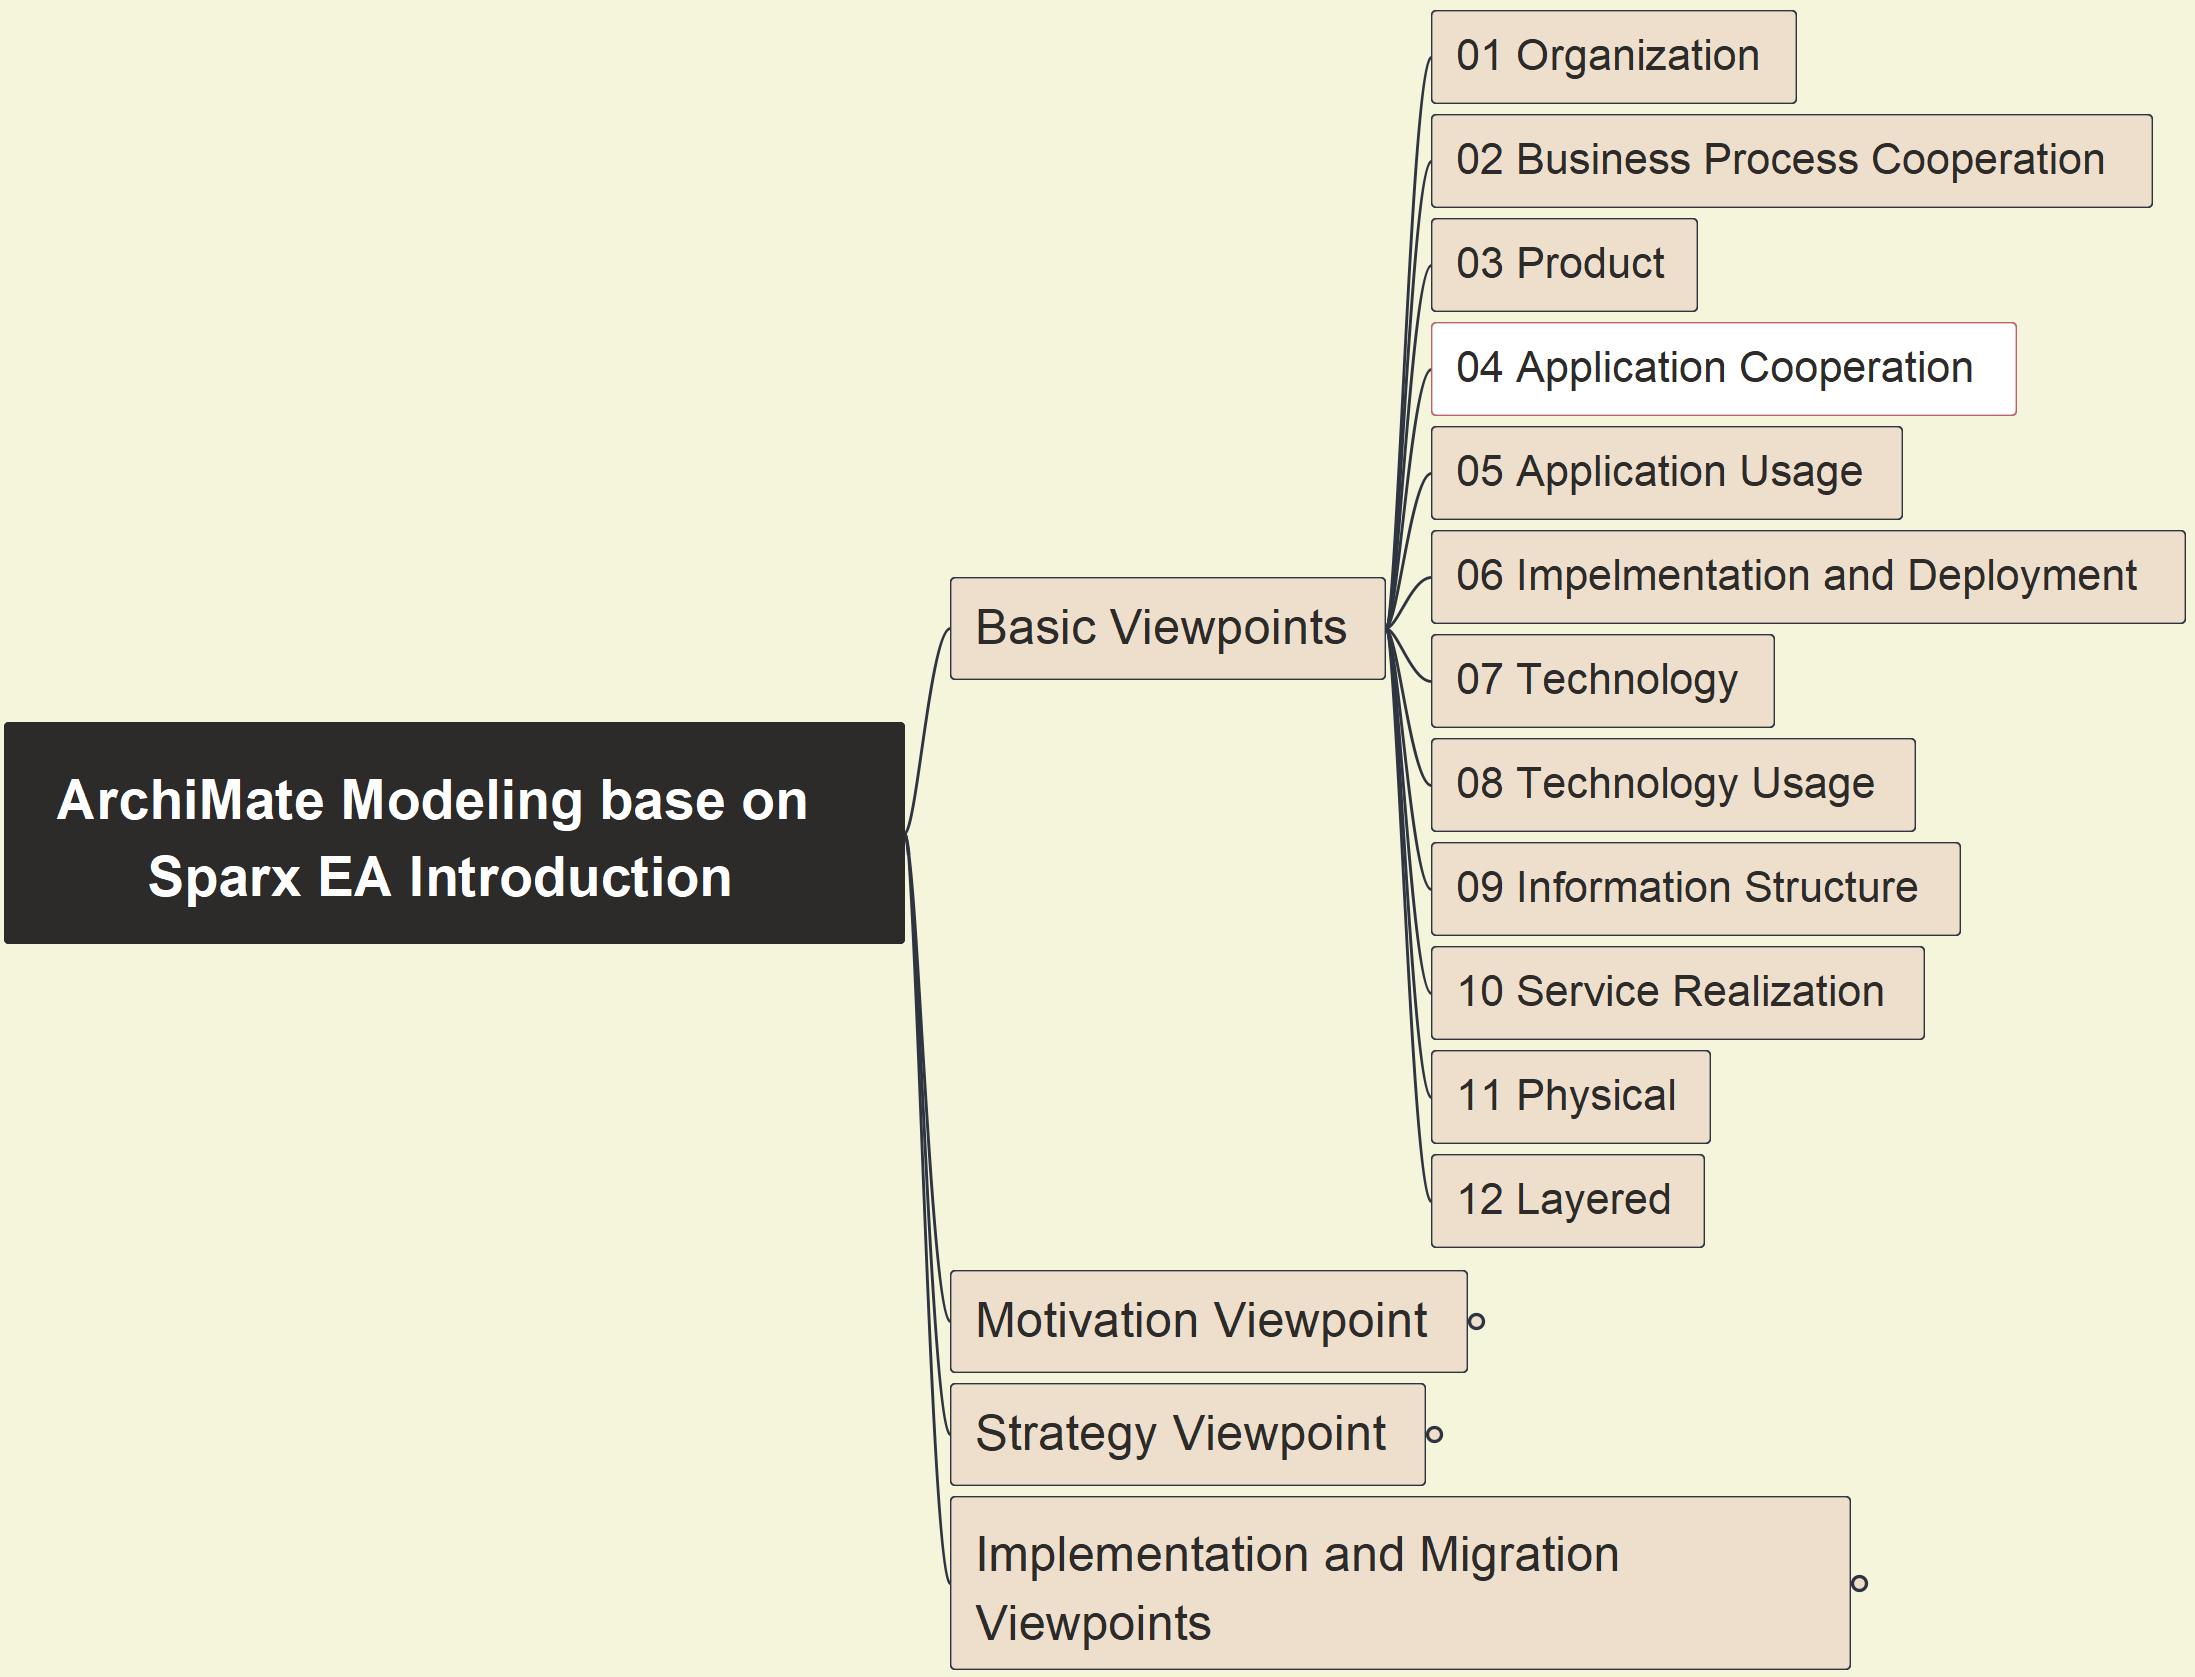 ArchiMate Modeling base on
Sparx EA Introduction
Basic Viewpoints
01 Organization
02 Business Process Cooperation
03 Product
04 Application Cooperation
05 Application Usage
06 Impelmentation and Deployment
07 Technology
08 Technology Usage
09 Information Structure
10 Service Realization
11 Physical
12 Layered
Motivation Viewpoint
Strategy Viewpoint
Implementation and Migration
Viewpoints